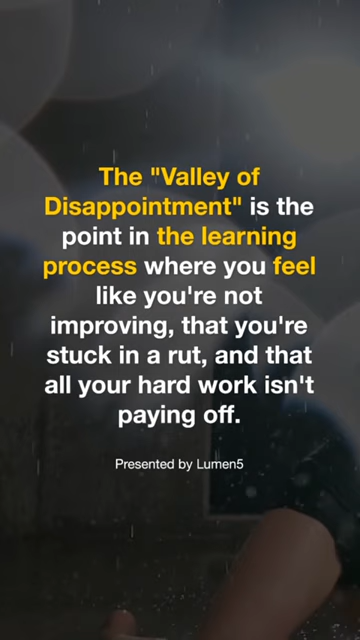 The "Valley of
Disappointment" is the
point in the learning
process where you feel
like you're not
improving, that you're
stuck in a rut, and that
all your hard work isn't
paying off.
Presented by Lumen5